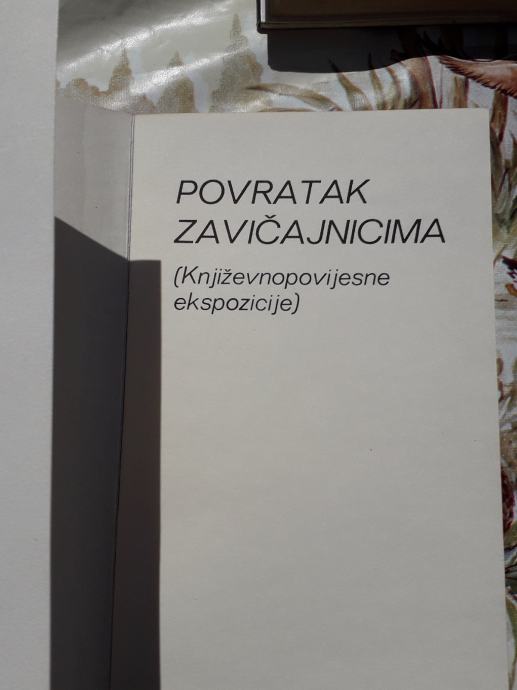 POVRATAK
ZAVIČAJNICIMA
(Književnopovijesne
ekspozicije)